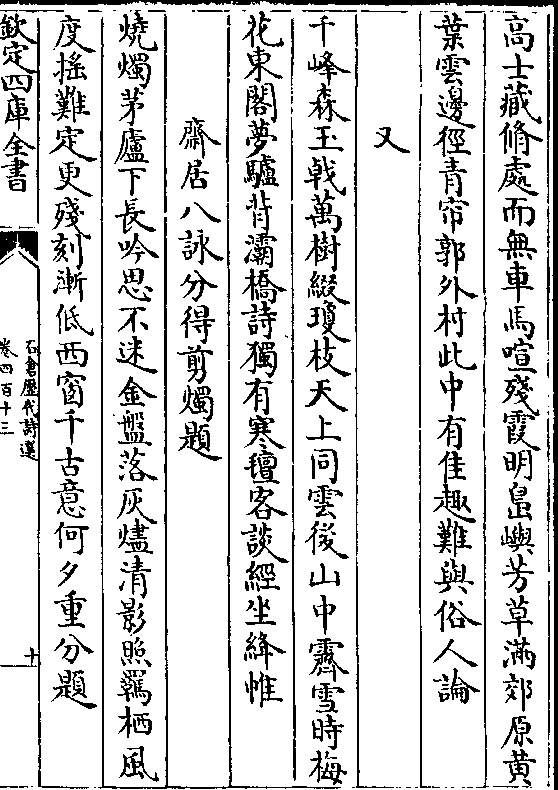 高士藏脩處而無車馬喧殘霞明島嶼芳草滿郊原黄
葉雲邊徑青帘郭外村此中有佳趣難與俗人論
又
千峰森玉㦸萬樹綴瓊枝天上同雲後山中霽雪時梅
花東閣夢驢背灞橋詩獨有寒氊客談經坐絳帷
齋居八詠分得剪燭題
燒燭茅廬下長吟思不迷金盤落灰燼清影照羈栖風
度摇難定更殘刻漸低西窗千古意何夕重分題
欽定四庫全書
石倉歴代詩選
卷四百十三
十